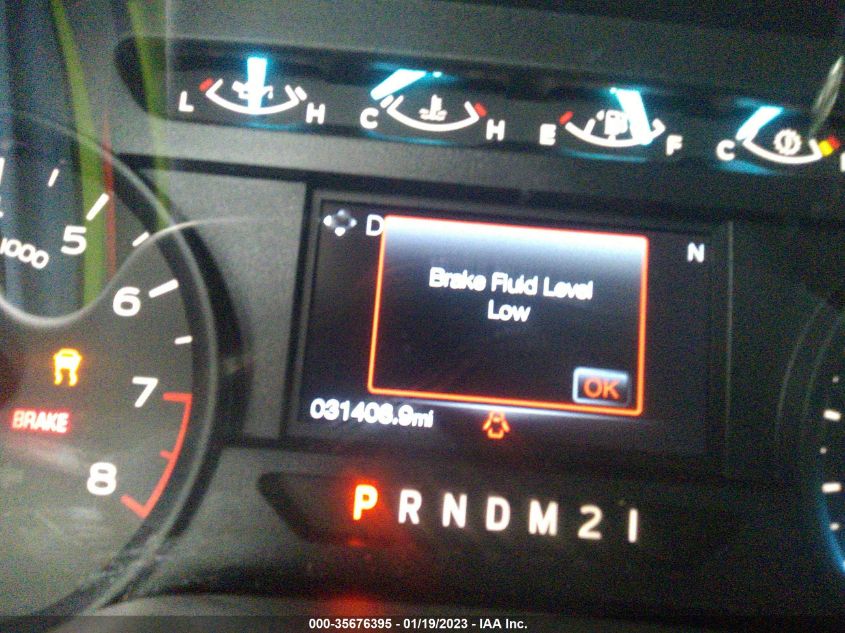 L H C H E F C
5
1000
6
7
8
BRAKE
D
N
Brake Fluid Level
Low
OK
031408.9mi
P R N D M 2 1
000-35676395 - 01/19/2023 - IAA Inc.